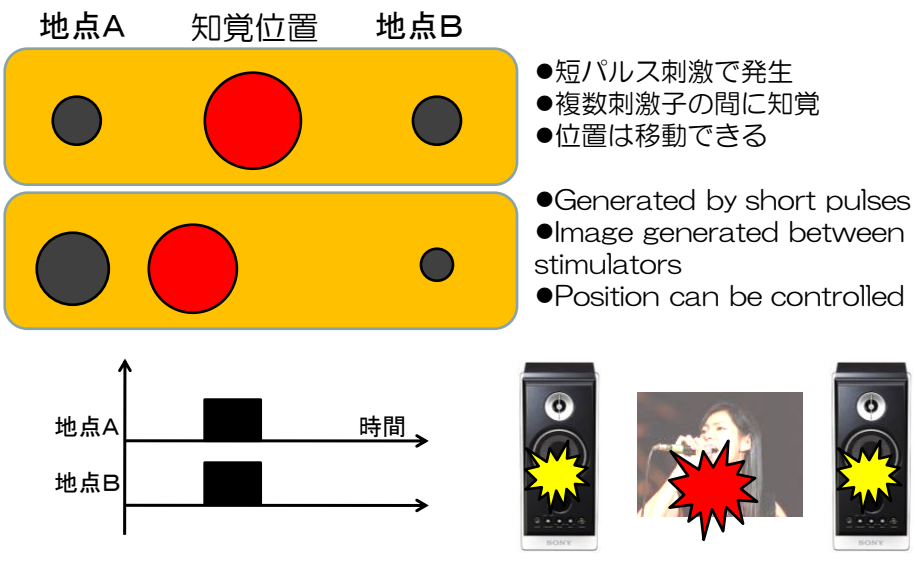 地点A 知覚位置 地点B
●短パルス刺激で発生
●複数刺激子の間に知覚
●位置は移動できる
●Generated by short pulses
●Image generated between
stimulators
●Position can be controlled
地点A
時間
地点B
SONY
SONY